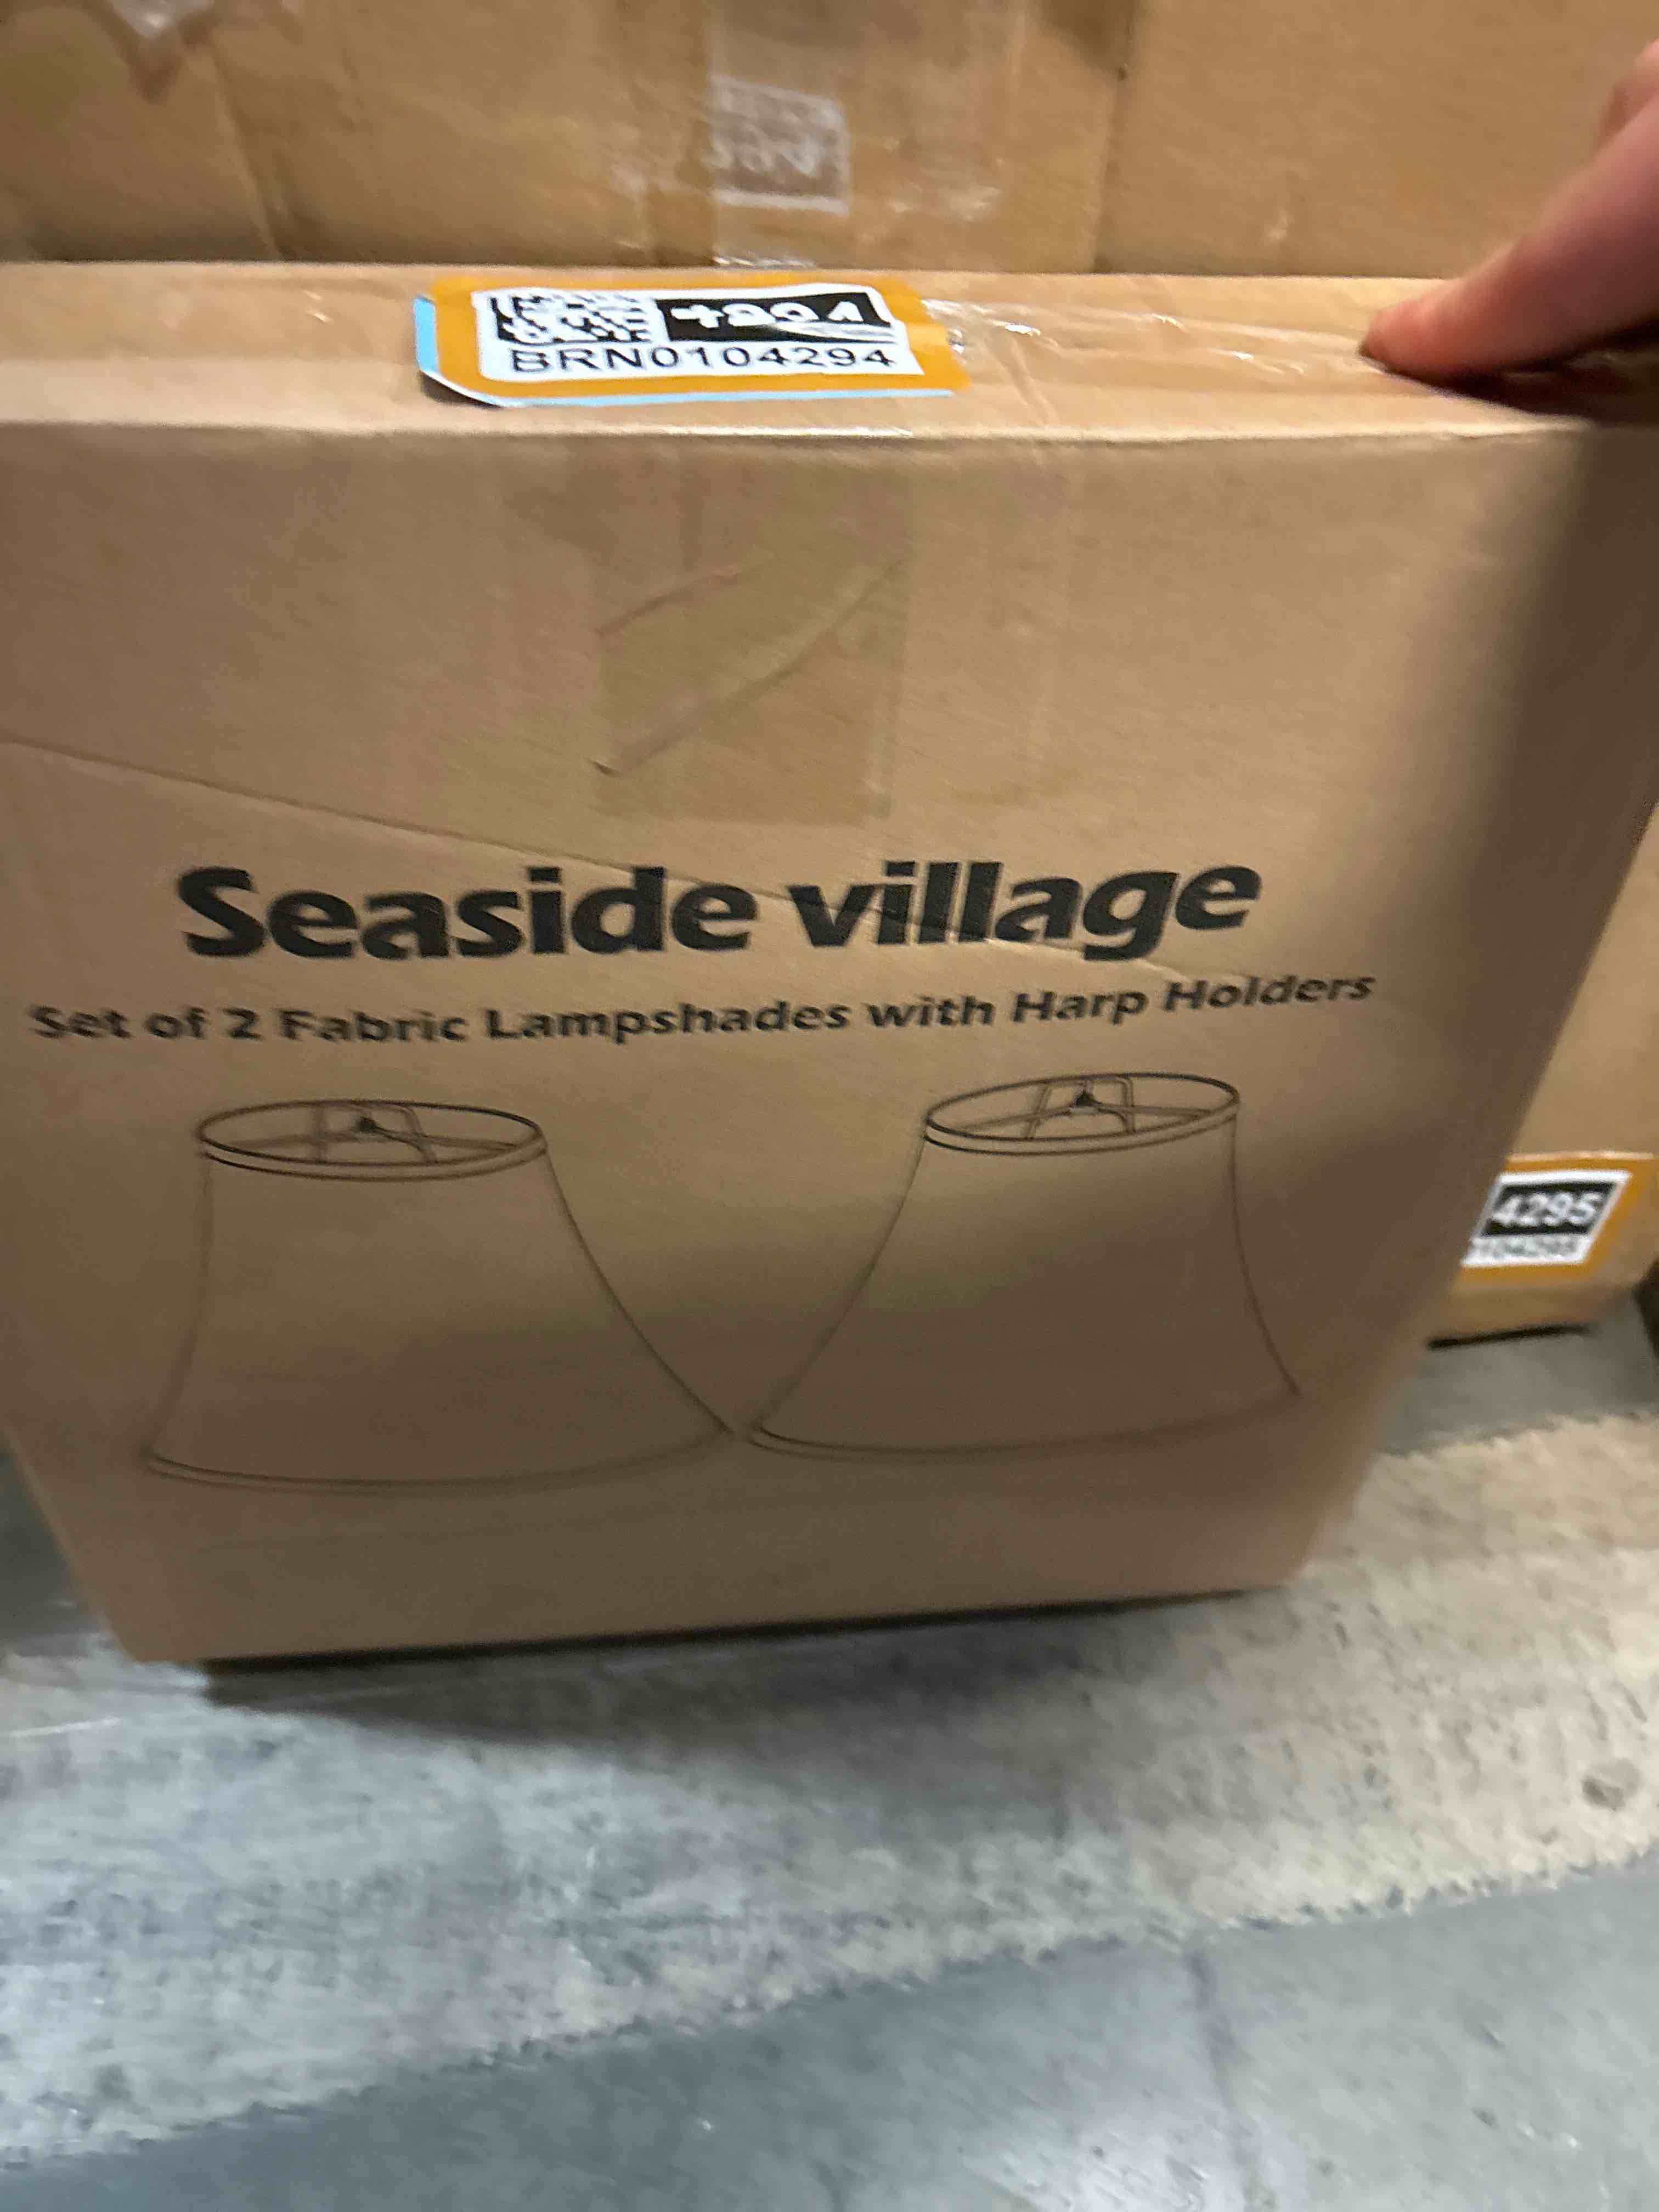 BRN0104294
Seaside village
Set of 2 Fabric Lampshades with Harp Holders
4295